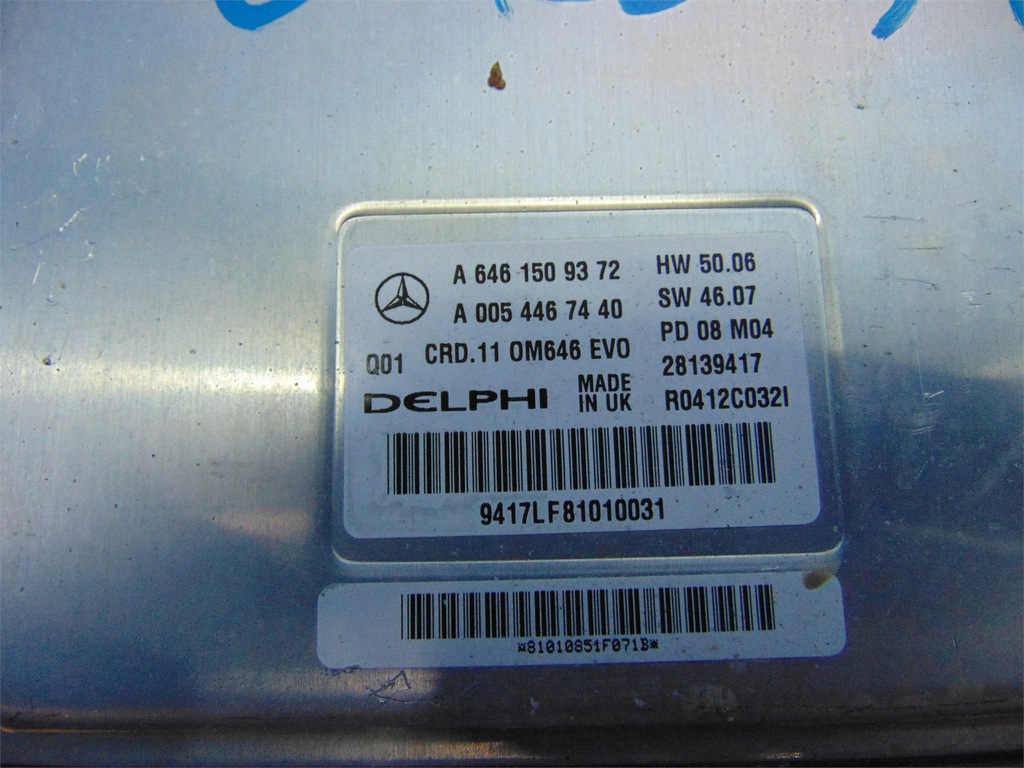 A 646 150 93 72
HW 50.06
A 005 446 74 40
SW 46.07
PD 08 M04
Q01 CRD.11 OM646 EVO
28139417
DELPHI MADE IN UK
R0412C032I
9417LF81010031
*81010851F071B*